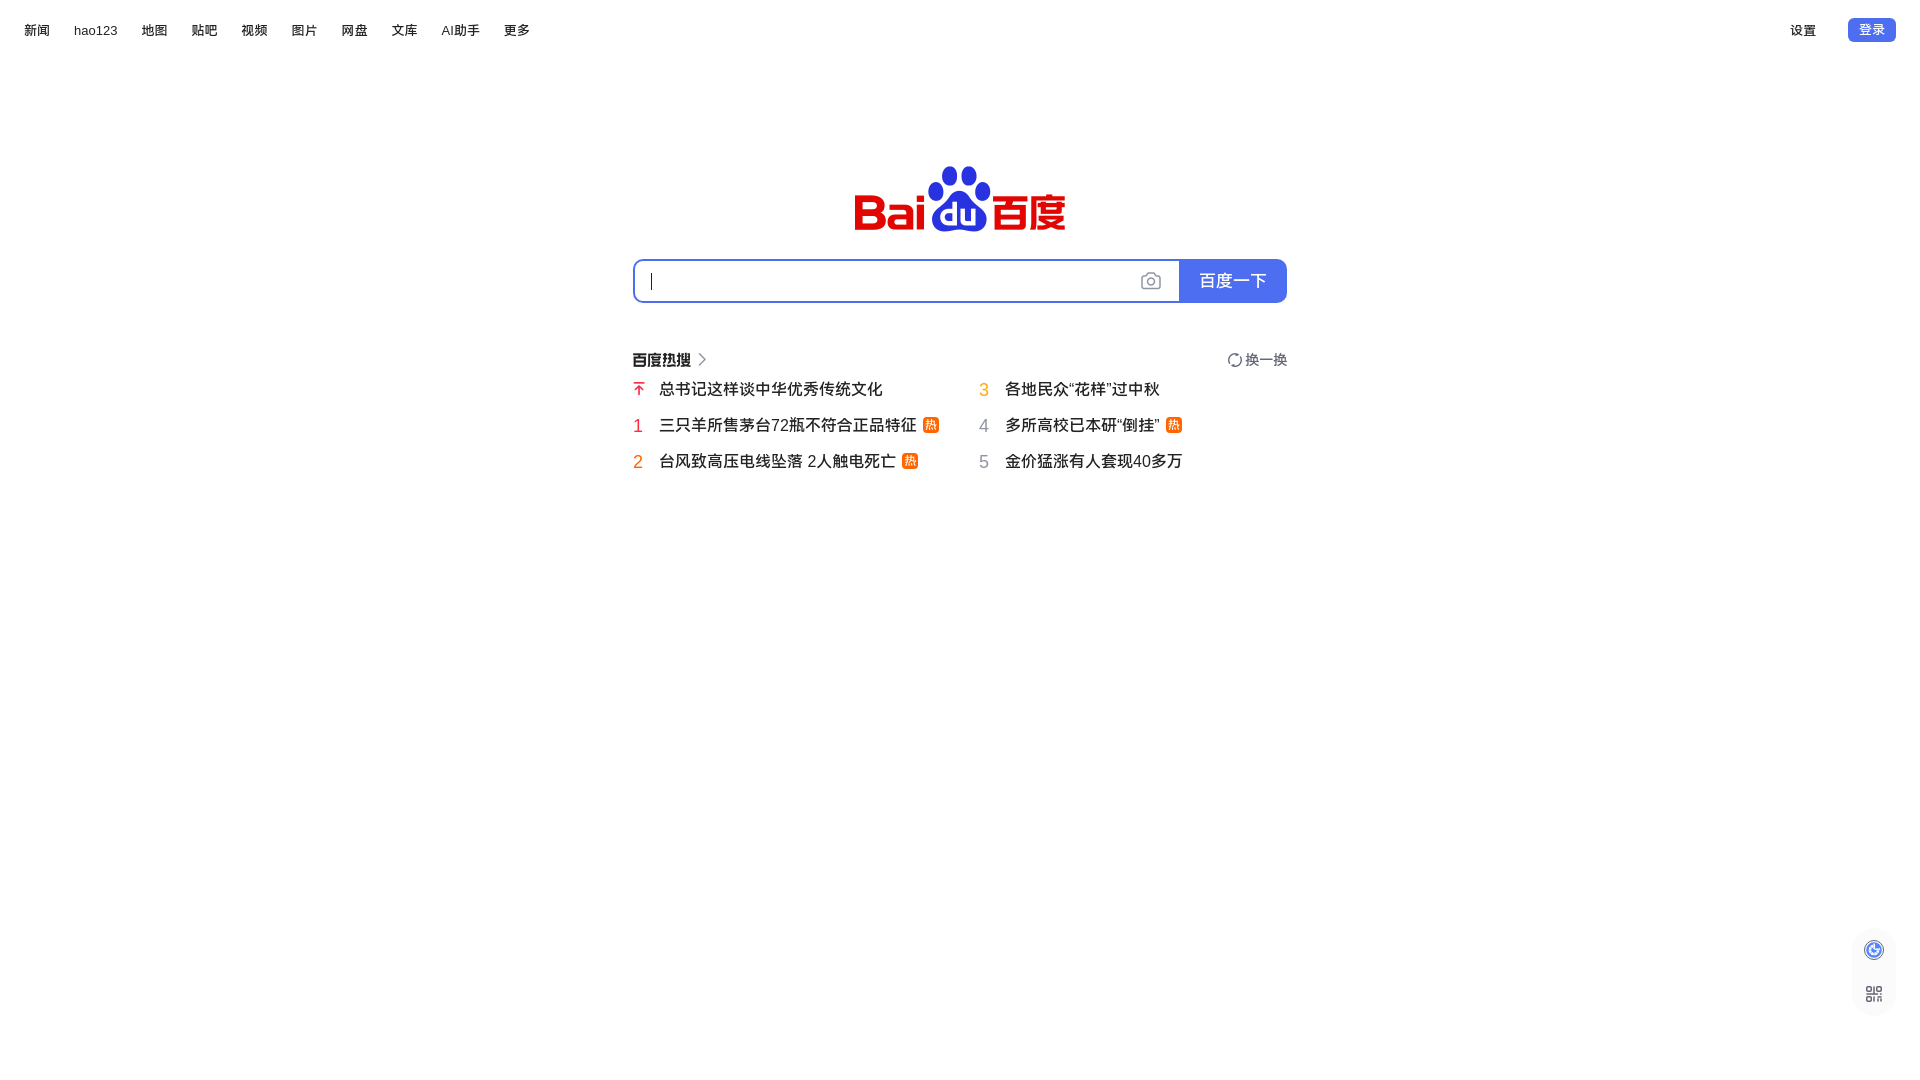 新闻 hao123 地图 贴吧 视频 图片 网盘 文库 AI助手 更多 设置 登录
Bai du 百度
百度一下
百度热搜 换一换
总书记这样谈中华优秀传统文化
1 三只羊所售茅台72瓶不符合正品特征 热
2 台风致高压电线坠落 2人触电死亡 热
3 各地民众“花样”过中秋
4 多所高校已本研“倒挂” 热
5 金价猛涨有人套现40多万